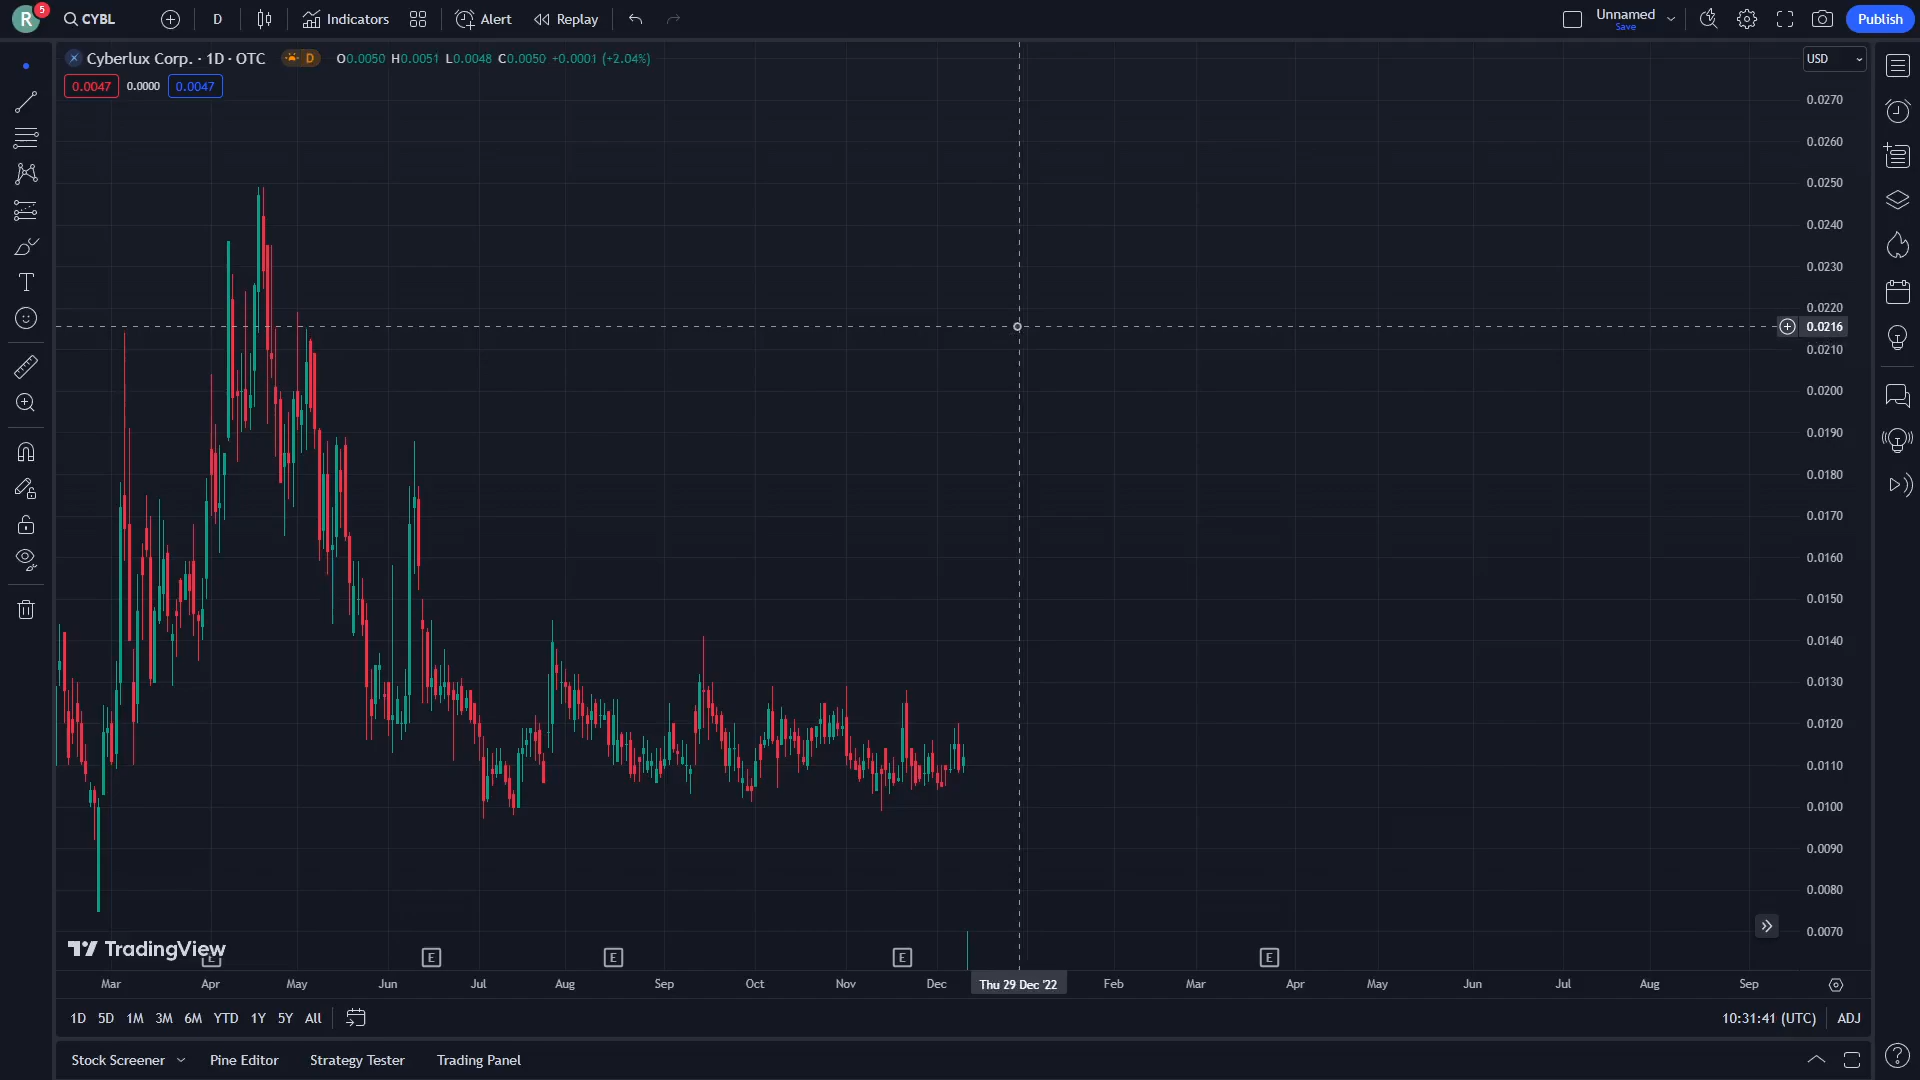 R 5 CYBL D Indicators Alert Replay Unnamed Save Publish
Cyberlux Corp. · 1D · OTC D O0.0050 H0.0051 L0.0048 C0.0050 +0.0001 (+2.04%) USD
0.0047 0.0000 0.0047
0.0270
0.0260
0.0250
0.0240
0.0230
0.0220
0.0216
0.0210
0.0200
0.0190
0.0180
0.0170
0.0160
0.0150
0.0140
0.0130
0.0120
0.0110
0.0100
0.0090
0.0080
0.0070
TradingView
E E E E E
Mar Apr May Jun Jul Aug Sep Oct Nov Dec Thu 29 Dec '22 Feb Mar Apr May Jun Jul Aug Sep
1D 5D 1M 3M 6M YTD 1Y 5Y All 10:31:41 (UTC) ADJ
Stock Screener Pine Editor Strategy Tester Trading Panel